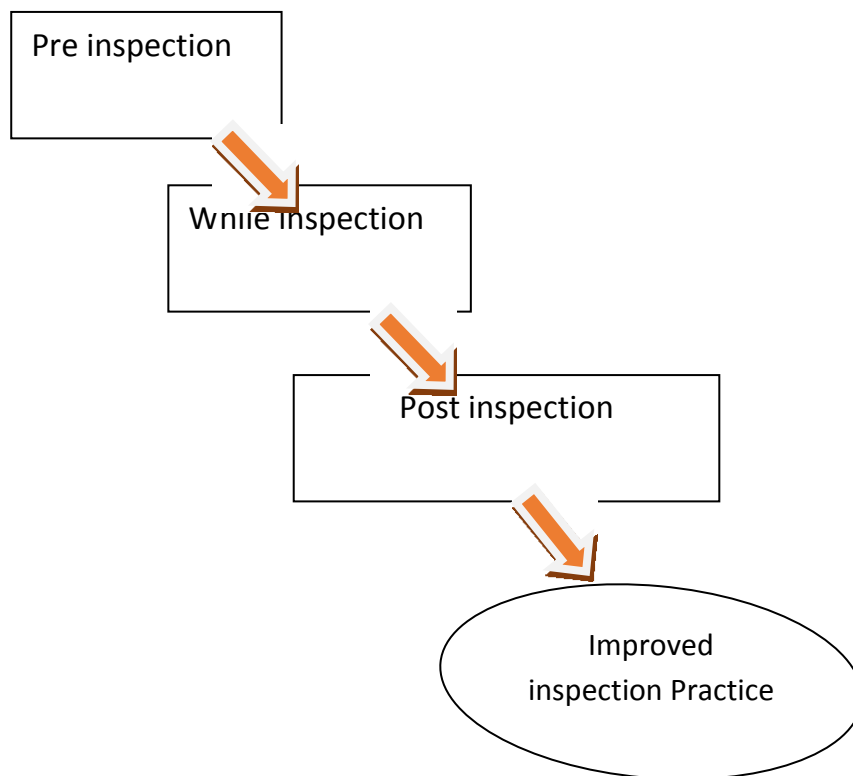 Pre inspection
While inspection
Post inspection
Improved
inspection Practice